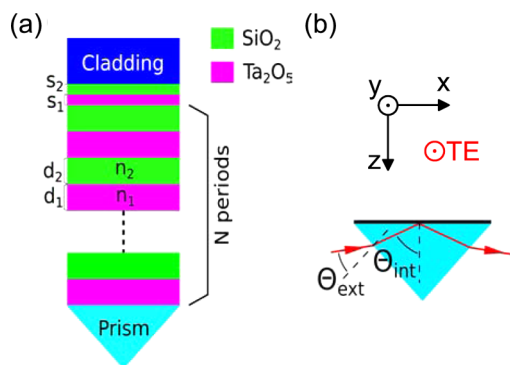 (a)
SiO₂
Ta₂O₅
Cladding
s₂
s₁
d₂
n₂
d₁
n₁
N periods
Prism
(b)
y
x
z
TE
Θext
Θint